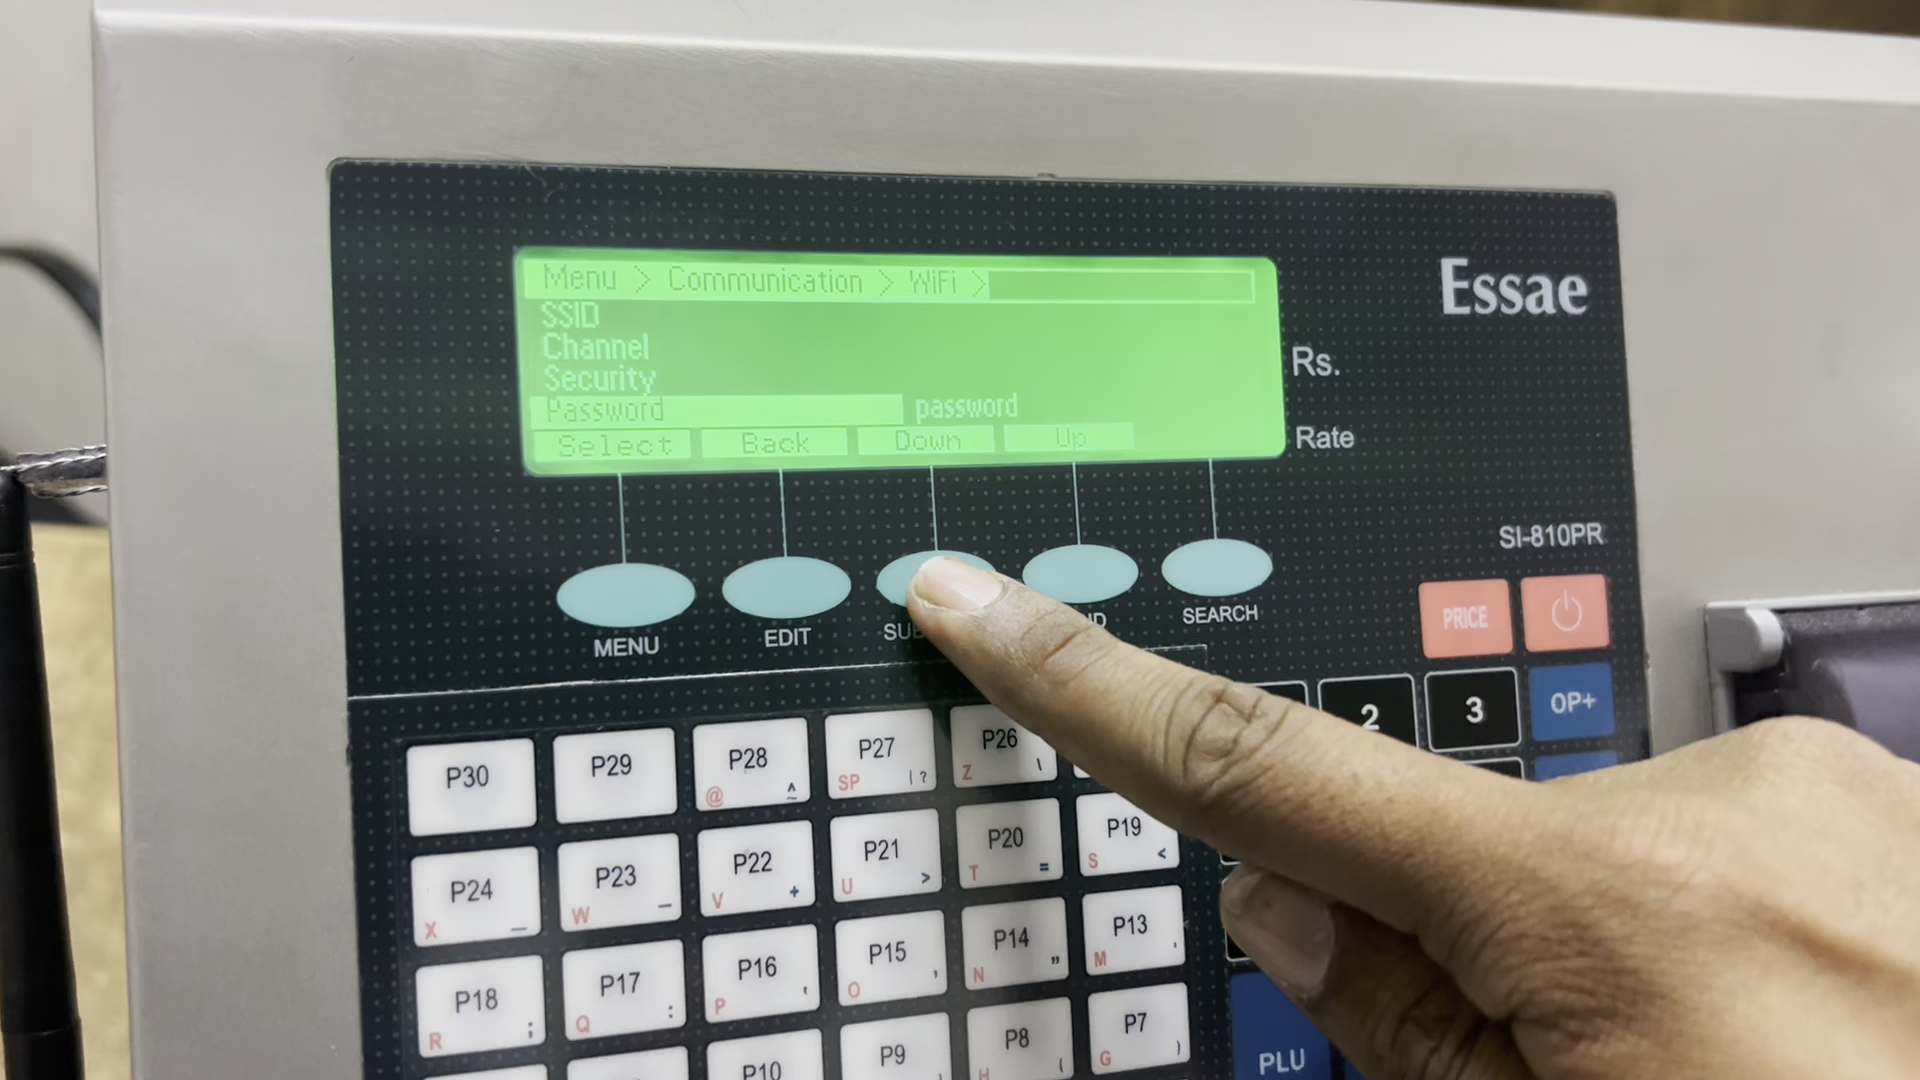 Menu > Communication > WiFi >
SSID
Channel
Security
Password password
Select Back Down Up
Essae
Rs.
Rate
SI-810PR
MENU EDIT SEARCH
PRICE
2 3 OP+
P30 P29 P28 @ ^ ~ P27 SP | ? P26 Z \
P24 X _ P23 W – P22 V + P21 U > P20 T = P19 S <
P18 R ; P17 Q : P16 P P15 O , P14 N " P13 M .
P10 P9 P8 H ( P7 G )
PLU